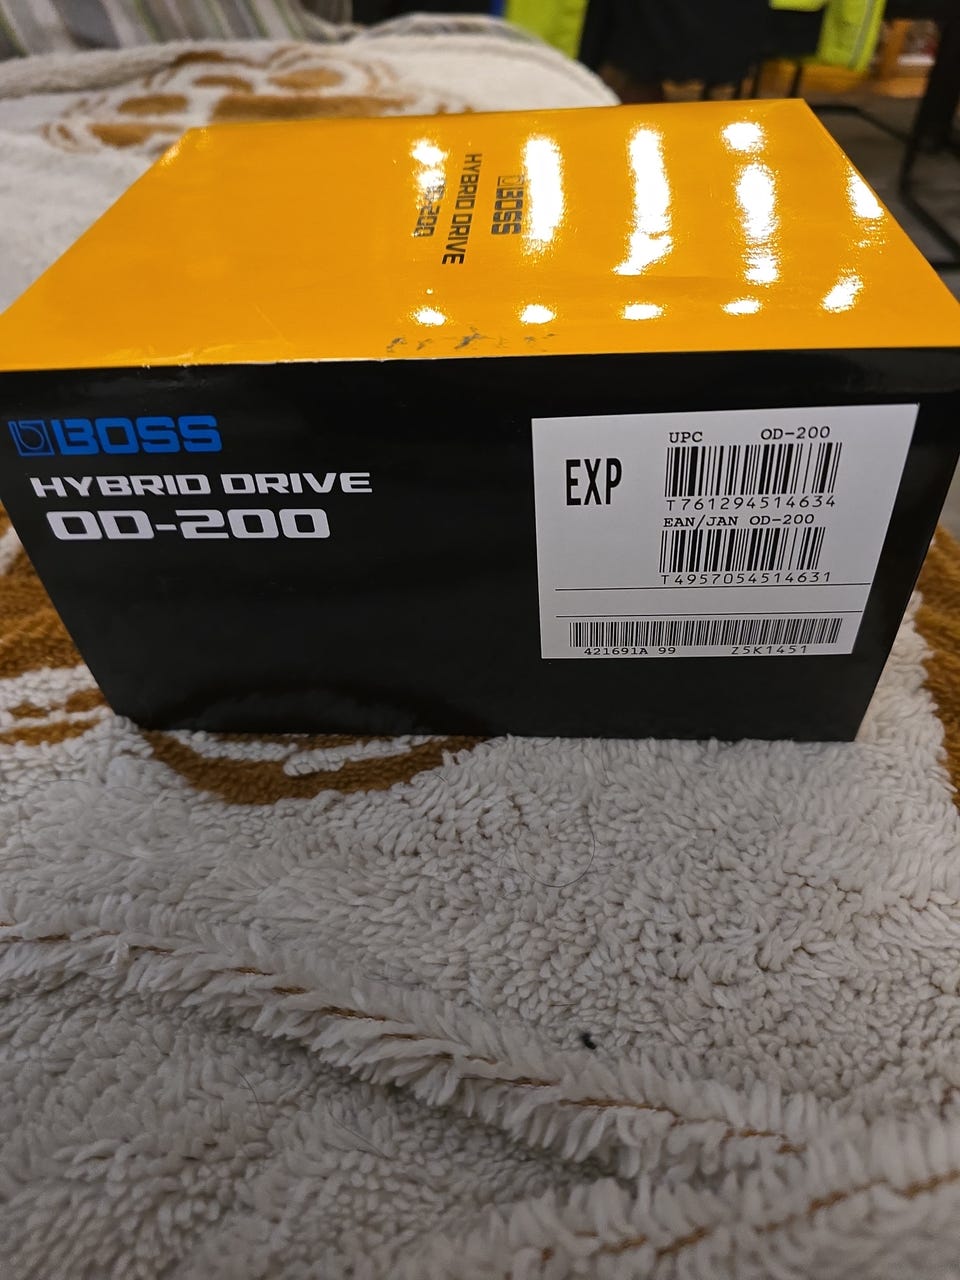 BOSS
HYBRID DRIVE
OD-200
BOSS
HYBRID DRIVE
OD-200
EXP
UPC OD-200
T761294514634
EAN/JAN OD-200
T4957054514631
421691A 99 Z5K1451